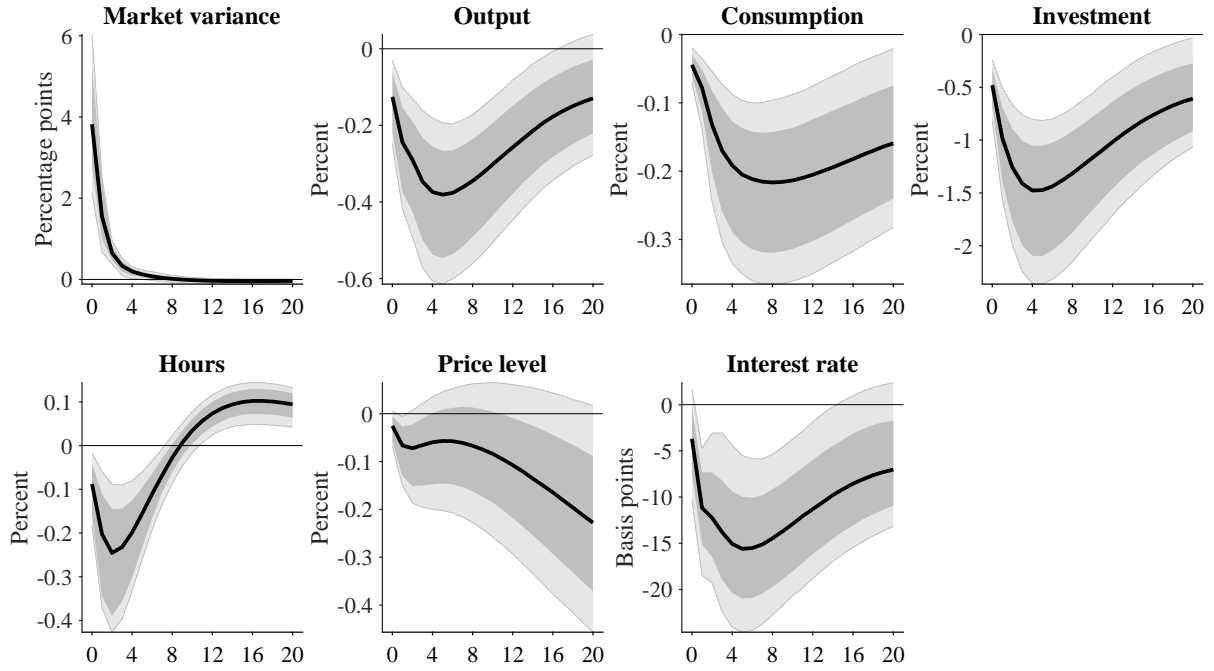 Market variance
Percentage points
6
4
2
0
0 4 8 12 16 20
Output
Percent
0
-0.2
-0.4
-0.6
0 4 8 12 16 20
Consumption
Percent
0
-0.1
-0.2
-0.3
0 4 8 12 16 20
Investment
Percent
0
-0.5
-1
-1.5
-2
0 4 8 12 16 20
Hours
Percent
0.1
0
-0.1
-0.2
-0.3
-0.4
0 4 8 12 16 20
Price level
Percent
0
-0.1
-0.2
-0.3
-0.4
0 4 8 12 16 20
Interest rate
Basis points
0
-5
-10
-15
-20
0 4 8 12 16 20